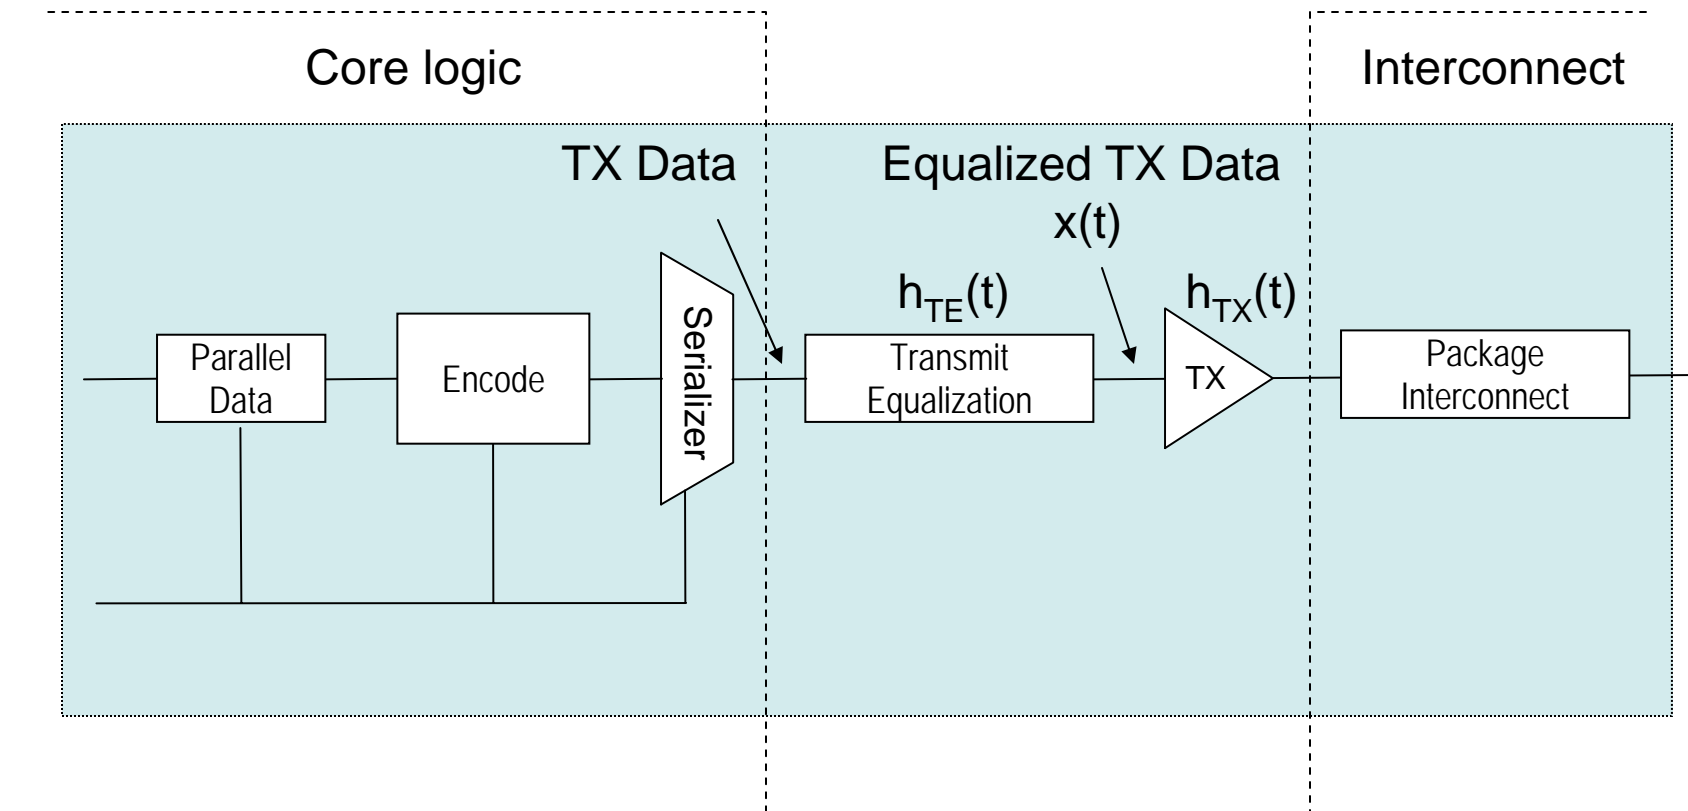 Core logic
Interconnect
TX Data
Equalized TX Data
x(t)
h_TE(t)
h_TX(t)
Parallel
Data
Encode
Serializer
Transmit
Equalization
TX
Package
Interconnect